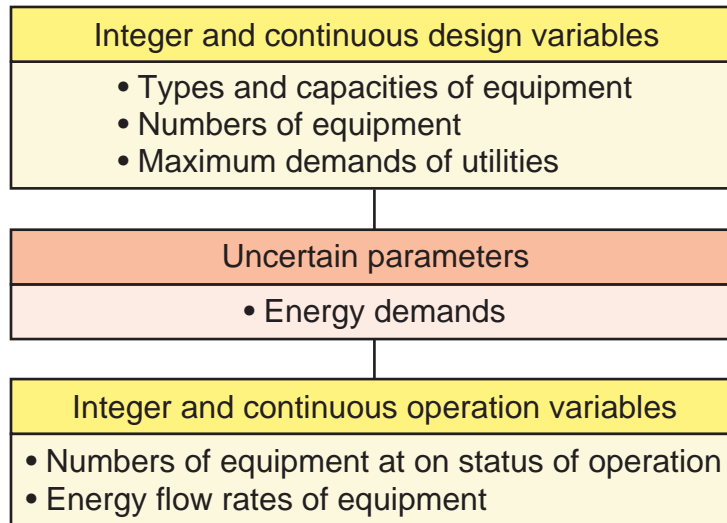 Integer and continuous design variables
• Types and capacities of equipment
• Numbers of equipment
• Maximum demands of utilities
Uncertain parameters
• Energy demands
Integer and continuous operation variables
• Numbers of equipment at on status of operation
• Energy flow rates of equipment